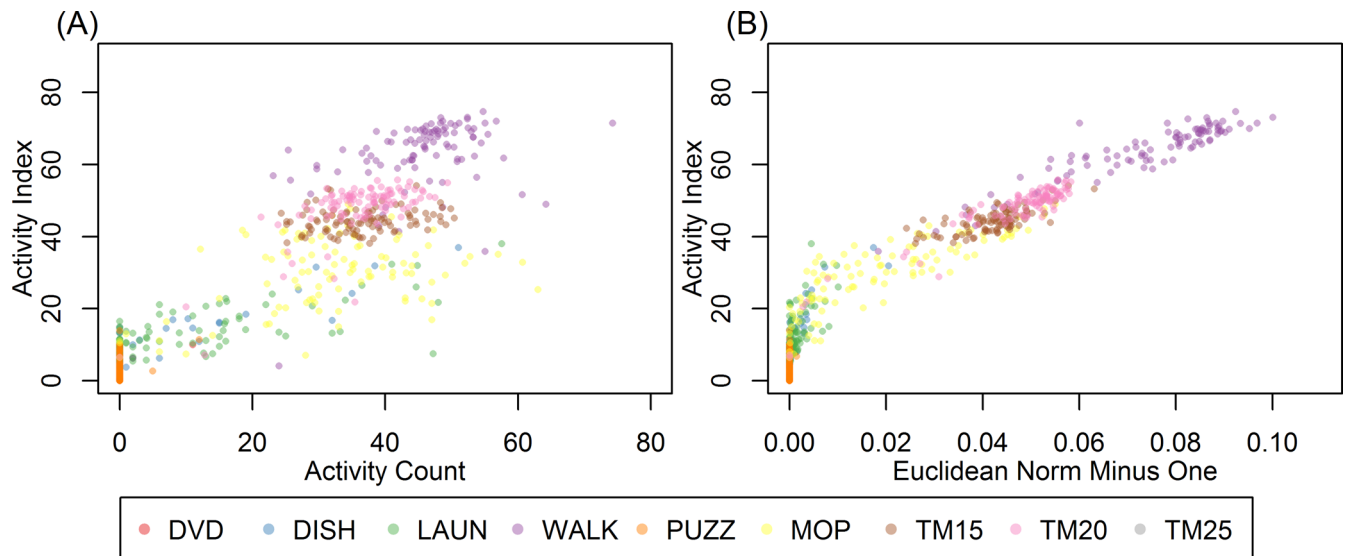 (A)
Activity Index
0 20 40 60 80
0 20 40 60 80
Activity Count
(B)
Activity Index
0 20 40 60 80
0.00 0.02 0.04 0.06 0.08 0.10
Euclidean Norm Minus One
DVD DISH LAUN WALK PUZZ MOP TM15 TM20 TM25